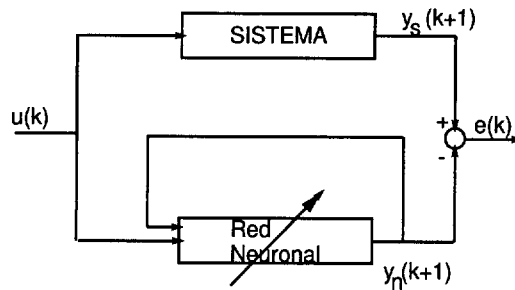 SISTEMA
y_s(k+1)
u(k)
+
e(k)
-
Red
Neuronal
y_n(k+1)